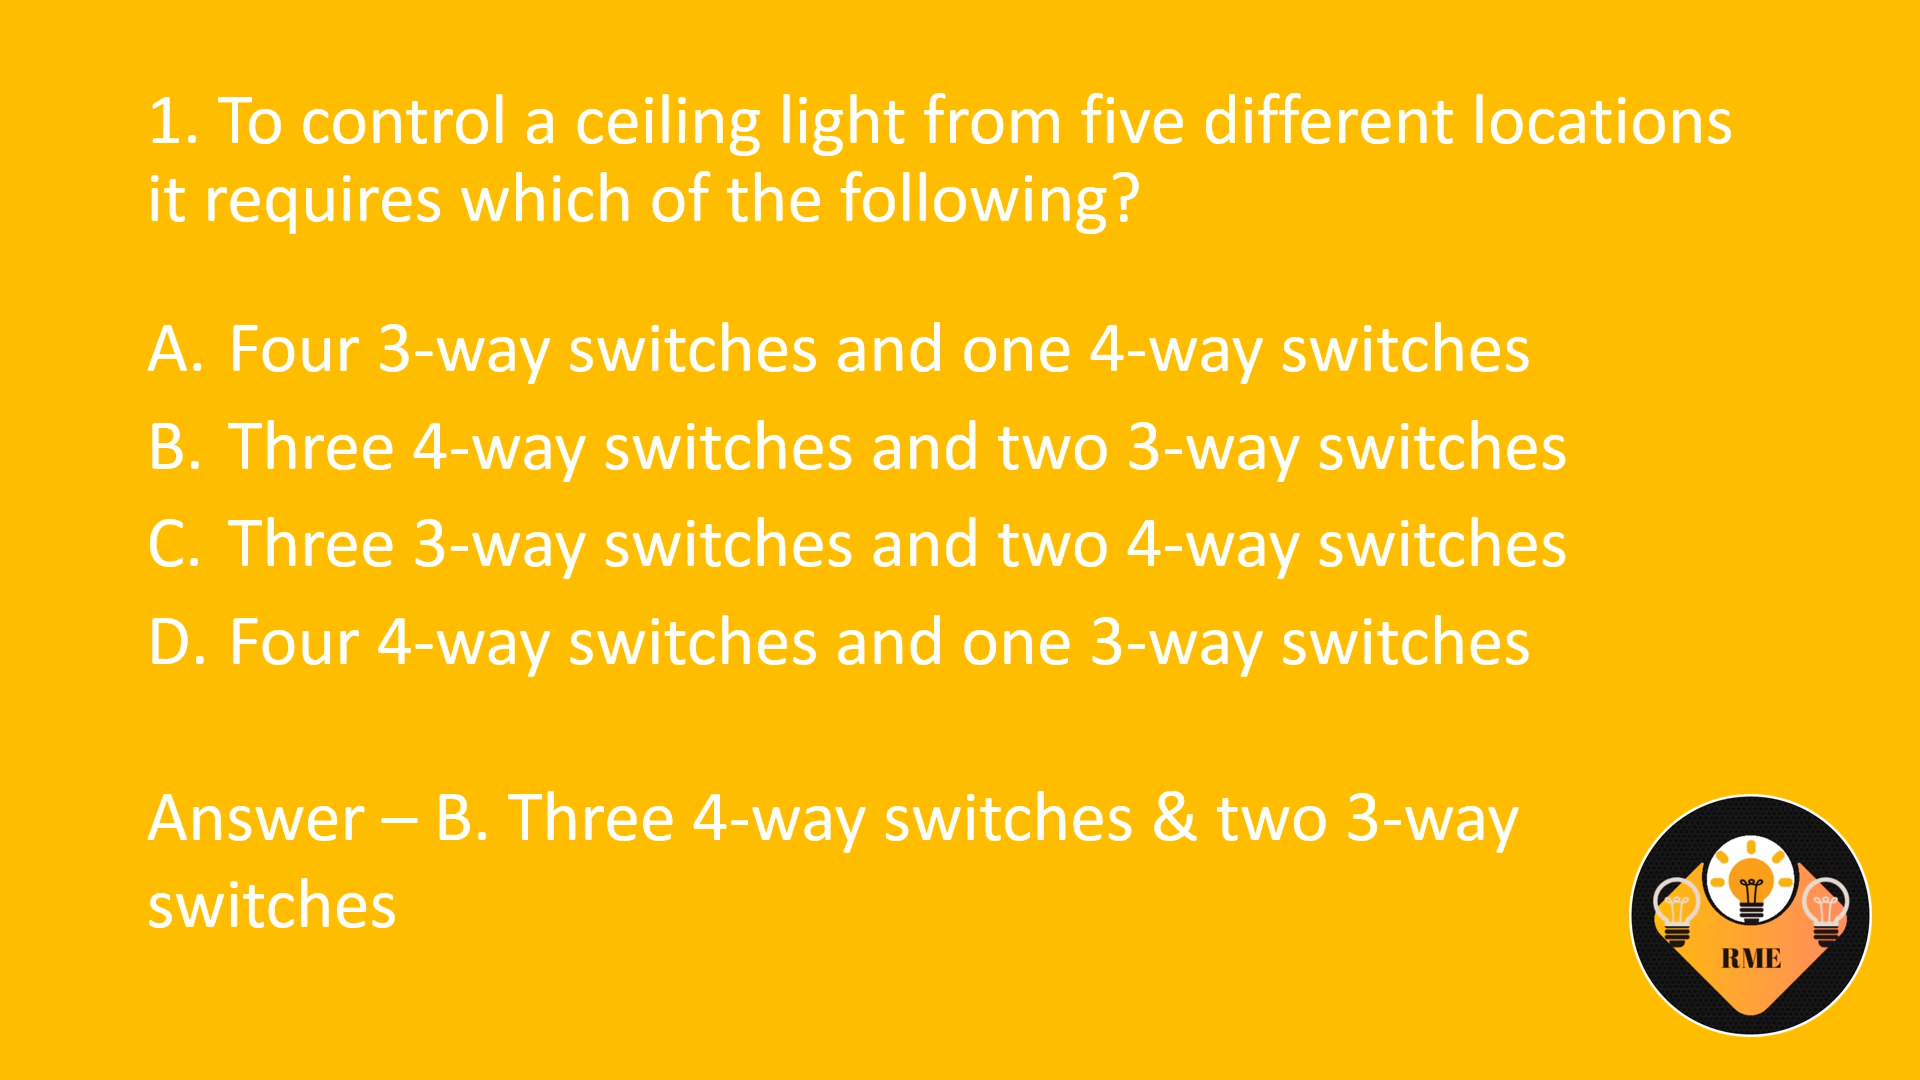 1. To control a ceiling light from five different locations
it requires which of the following?
A. Four 3-way switches and one 4-way switches
B. Three 4-way switches and two 3-way switches
C. Three 3-way switches and two 4-way switches
D. Four 4-way switches and one 3-way switches
Answer – B. Three 4-way switches & two 3-way
switches
RME